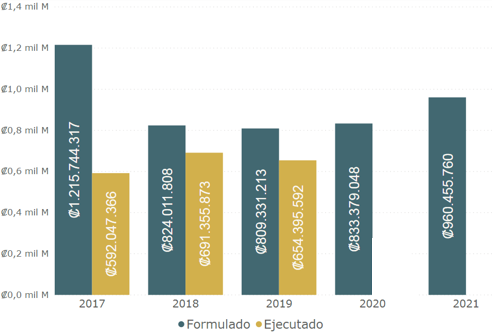 ₡1,4 mil M
₡1,2 mil M
₡1,0 mil M
₡0,8 mil M
₡0,6 mil M
₡0,4 mil M
₡0,2 mil M
₡0,0 mil M
₡1.215.744.317
₡592.047.366
₡824.011.808
₡691.355.873
₡809.331.213
₡654.395.592
₡833.379.048
₡960.455.760
2017 2018 2019 2020 2021
Formulado Ejecutado